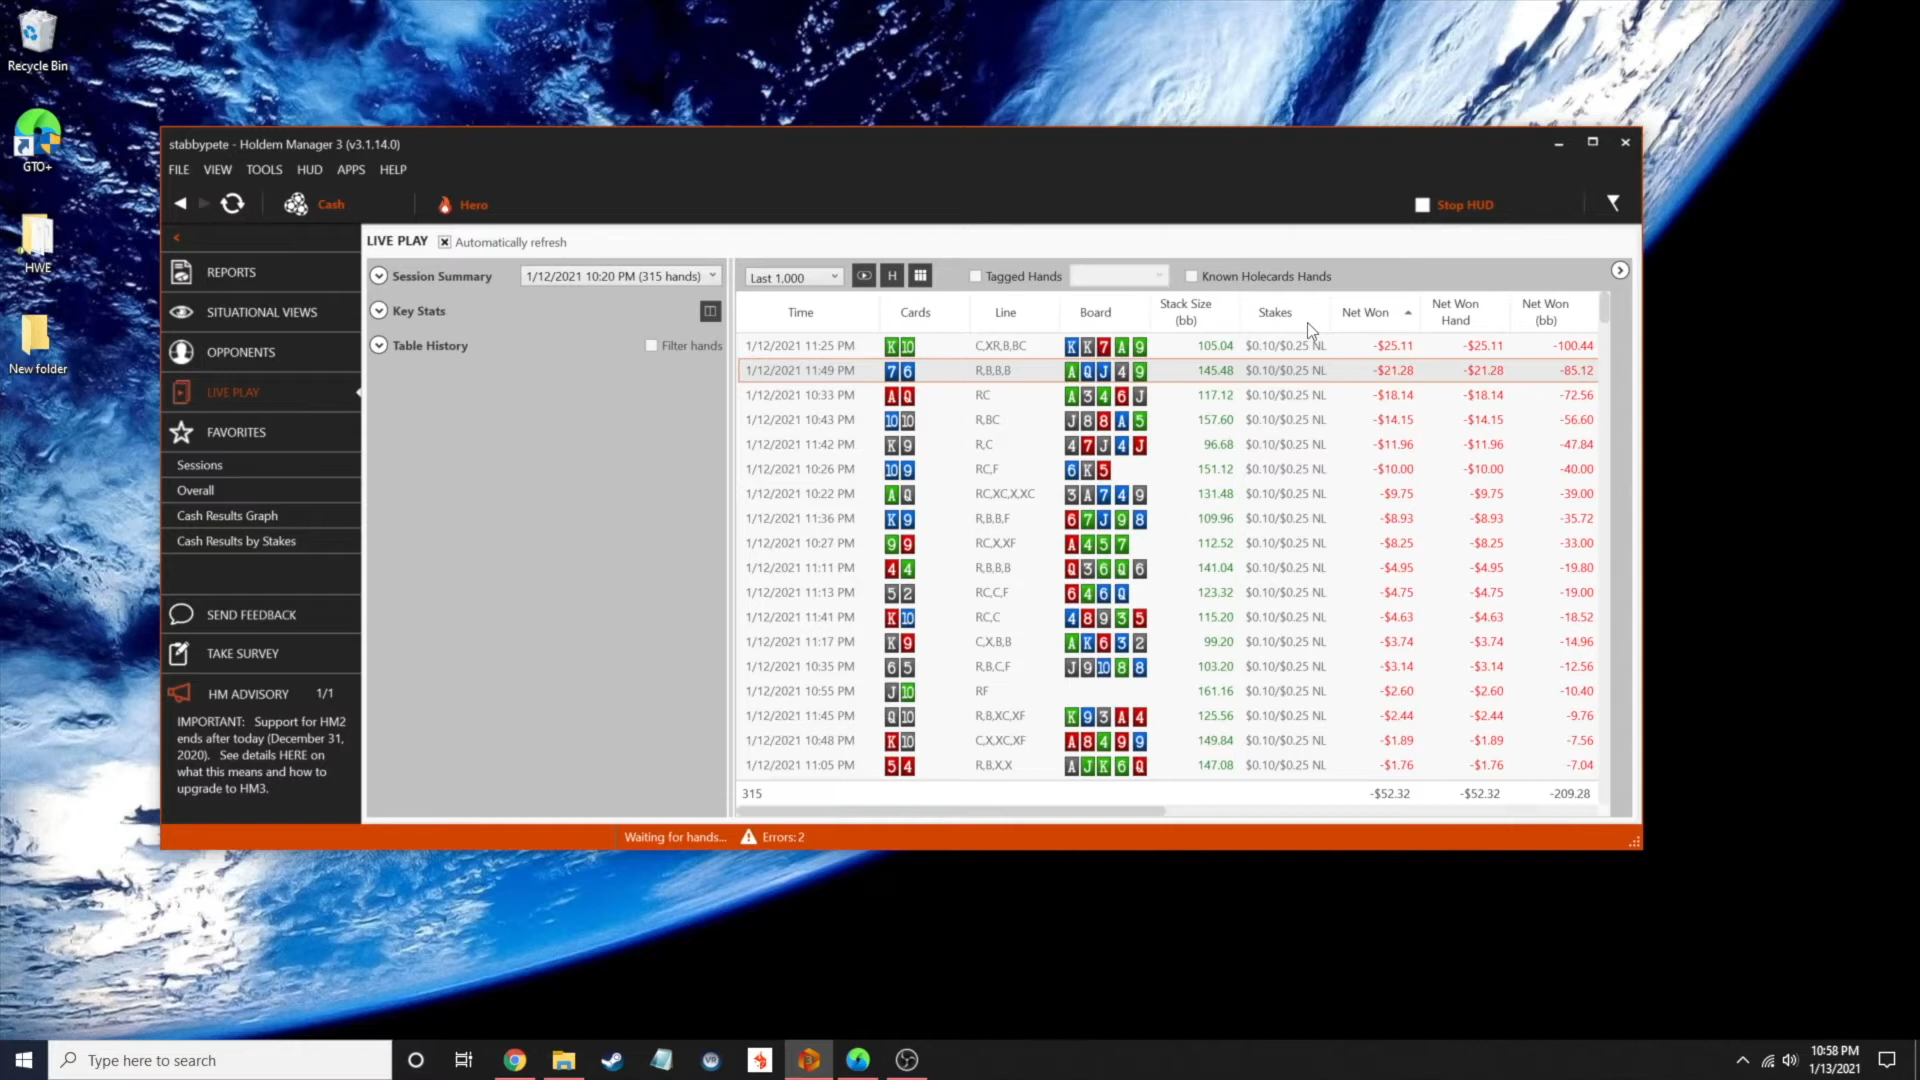 Recycle Bin
GTO+
HWE
New folder
stabbypete - Holdem Manager 3 (v3.1.14.0)
FILE VIEW TOOLS HUD APPS HELP
Cash Hero Stop HUD
<
REPORTS
SITUATIONAL VIEWS
OPPONENTS
LIVE PLAY
FAVORITES
Sessions
Overall
Cash Results Graph
Cash Results by Stakes
SEND FEEDBACK
TAKE SURVEY
HM ADVISORY 1/1
IMPORTANT: Support for HM2
ends after today (December 31,
2020). See details HERE on
what this means and how to
upgrade to HM3.
LIVE PLAY Automatically refresh
Session Summary 1/12/2021 10:20 PM (315 hands)
Key Stats
Table History Filter hands
Last 1,000 H Tagged Hands Known Holecards Hands
Time Cards Line Board Stack Size (bb) Stakes Net Won Net Won Hand Net Won (bb)
1/12/2021 11:25 PM K 10 C,XR,B,BC K K 7 A 9 105.04 $0.10/$0.25 NL -$25.11 -$25.11 -100.44
1/12/2021 11:49 PM 7 6 R,B,B,B A Q J 4 9 145.48 $0.10/$0.25 NL -$21.28 -$21.28 -85.12
1/12/2021 10:33 PM A Q RC A 3 4 6 J 117.12 $0.10/$0.25 NL -$18.14 -$18.14 -72.56
1/12/2021 10:43 PM 10 10 R,BC J 8 8 A 5 157.60 $0.10/$0.25 NL -$14.15 -$14.15 -56.60
1/12/2021 11:42 PM K 9 R,C 4 7 J 4 J 96.68 $0.10/$0.25 NL -$11.96 -$11.96 -47.84
1/12/2021 10:26 PM 10 9 RC,F 6 K 5 151.12 $0.10/$0.25 NL -$10.00 -$10.00 -40.00
1/12/2021 10:22 PM A Q RC,XC,X,XC 3 A 7 4 9 131.48 $0.10/$0.25 NL -$9.75 -$9.75 -39.00
1/12/2021 11:36 PM K 9 R,B,B,F 6 7 J 9 8 109.96 $0.10/$0.25 NL -$8.93 -$8.93 -35.72
1/12/2021 10:27 PM 9 9 RC,X,XF A 4 5 7 112.52 $0.10/$0.25 NL -$8.25 -$8.25 -33.00
1/12/2021 11:11 PM 4 4 R,B,B,B Q 3 6 Q 6 141.04 $0.10/$0.25 NL -$4.95 -$4.95 -19.80
1/12/2021 11:13 PM 5 2 RC,C,F 6 4 6 Q 123.32 $0.10/$0.25 NL -$4.75 -$4.75 -19.00
1/12/2021 11:41 PM K 10 RC,C 4 8 9 3 5 115.20 $0.10/$0.25 NL -$4.63 -$4.63 -18.52
1/12/2021 11:17 PM K 9 C,X,B,B A K 6 3 2 99.20 $0.10/$0.25 NL -$3.74 -$3.74 -14.96
1/12/2021 10:35 PM 6 5 R,B,C,F J 9 10 8 8 103.20 $0.10/$0.25 NL -$3.14 -$3.14 -12.56
1/12/2021 10:55 PM J 10 RF 161.16 $0.10/$0.25 NL -$2.60 -$2.60 -10.40
1/12/2021 11:45 PM Q 10 R,B,XC,XF K 9 3 A 4 125.56 $0.10/$0.25 NL -$2.44 -$2.44 -9.76
1/12/2021 10:48 PM K 10 C,X,XC,XF A 8 4 9 9 149.84 $0.10/$0.25 NL -$1.89 -$1.89 -7.56
1/12/2021 11:05 PM 5 4 R,B,X,X A J K 6 Q 147.08 $0.10/$0.25 NL -$1.76 -$1.76 -7.04
315 -$52.32 -$52.32 -209.28
Waiting for hands... Errors: 2
Type here to search
10:58 PM
1/13/2021